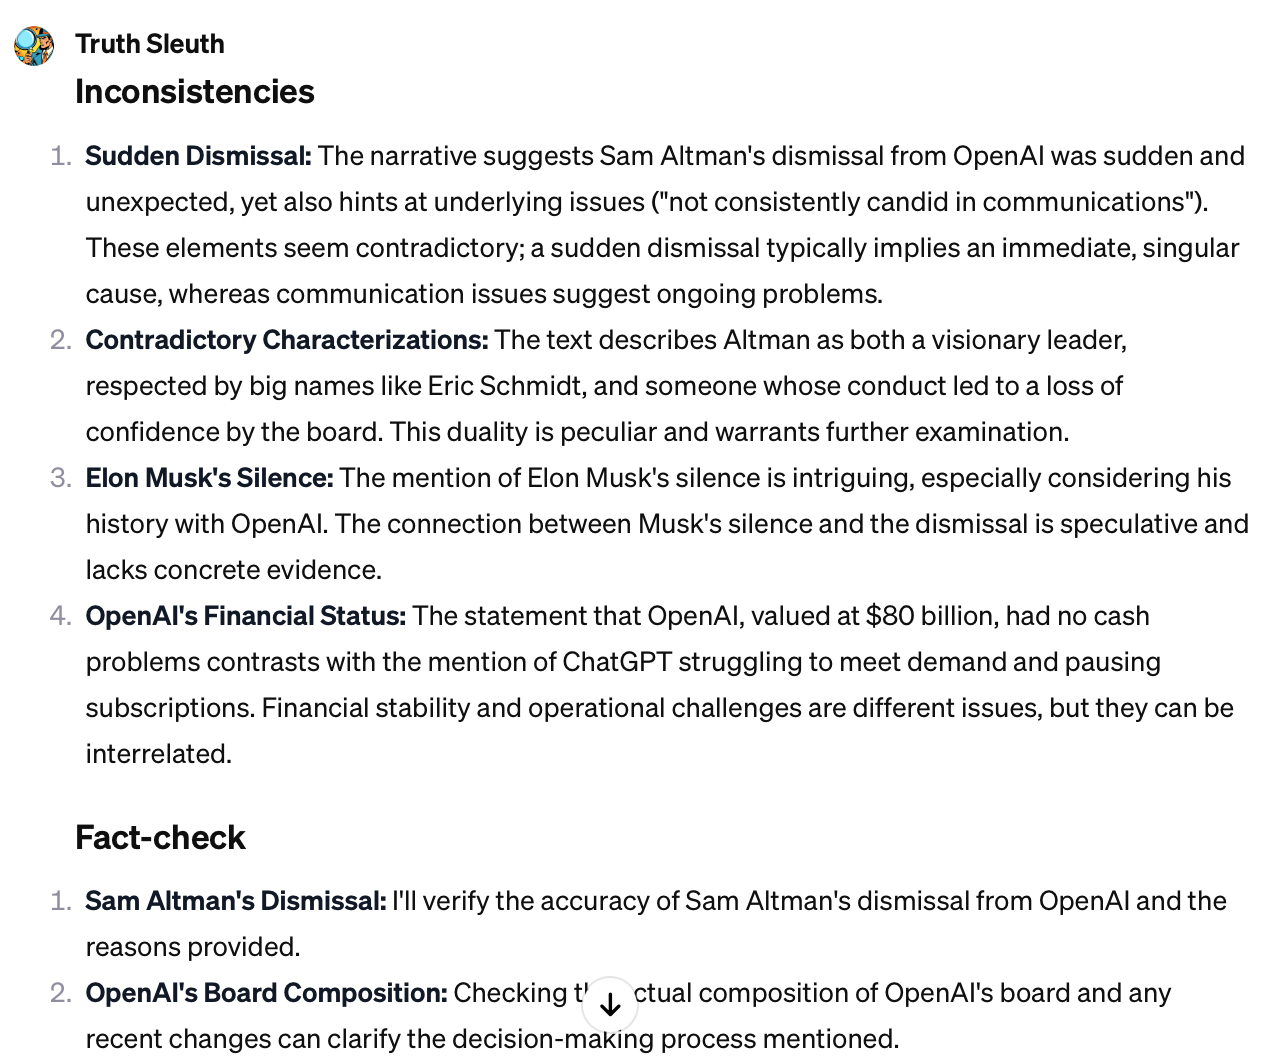 Truth Sleuth
Inconsistencies
1. Sudden Dismissal: The narrative suggests Sam Altman's dismissal from OpenAI was sudden and
unexpected, yet also hints at underlying issues ("not consistently candid in communications").
These elements seem contradictory; a sudden dismissal typically implies an immediate, singular
cause, whereas communication issues suggest ongoing problems.
2. Contradictory Characterizations: The text describes Altman as both a visionary leader,
respected by big names like Eric Schmidt, and someone whose conduct led to a loss of
confidence by the board. This duality is peculiar and warrants further examination.
3. Elon Musk's Silence: The mention of Elon Musk's silence is intriguing, especially considering his
history with OpenAI. The connection between Musk's silence and the dismissal is speculative and
lacks concrete evidence.
4. OpenAI's Financial Status: The statement that OpenAI, valued at $80 billion, had no cash
problems contrasts with the mention of ChatGPT struggling to meet demand and pausing
subscriptions. Financial stability and operational challenges are different issues, but they can be
interrelated.
Fact-check
1. Sam Altman's Dismissal: I'll verify the accuracy of Sam Altman's dismissal from OpenAI and the
reasons provided.
2. OpenAI's Board Composition: Checking composition of OpenAI's board and any
recent changes can clarify the decision-making process mentioned.